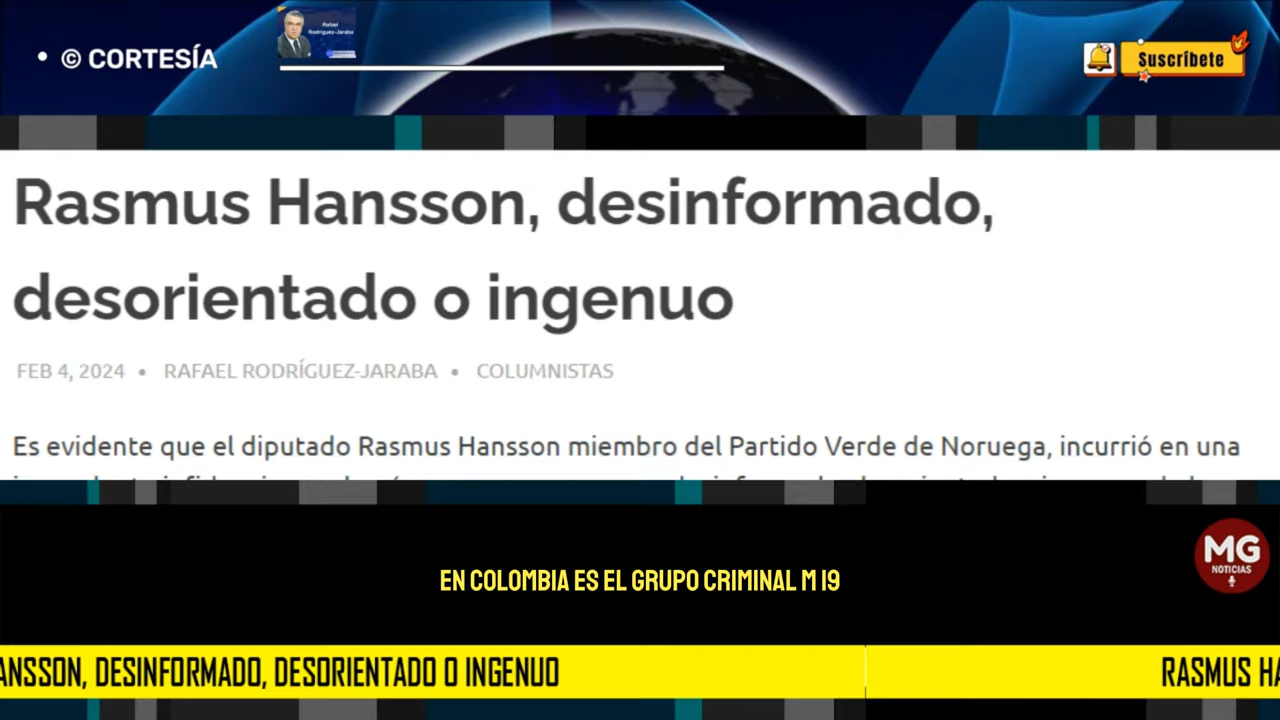 • © CORTESÍA
Rafael
Rodríguez-Jaraba
Suscríbete
Rasmus Hansson, desinformado,
desorientado o ingenuo
FEB 4, 2024 • RAFAEL RODRÍGUEZ-JARABA • COLUMNISTAS
Es evidente que el diputado Rasmus Hansson miembro del Partido Verde de Noruega, incurrió en una
MG
NOTICIAS
EN COLOMBIA ES EL GRUPO CRIMINAL M 19
ANSSON, DESINFORMADO, DESORIENTADO O INGENUO
RASMUS HA